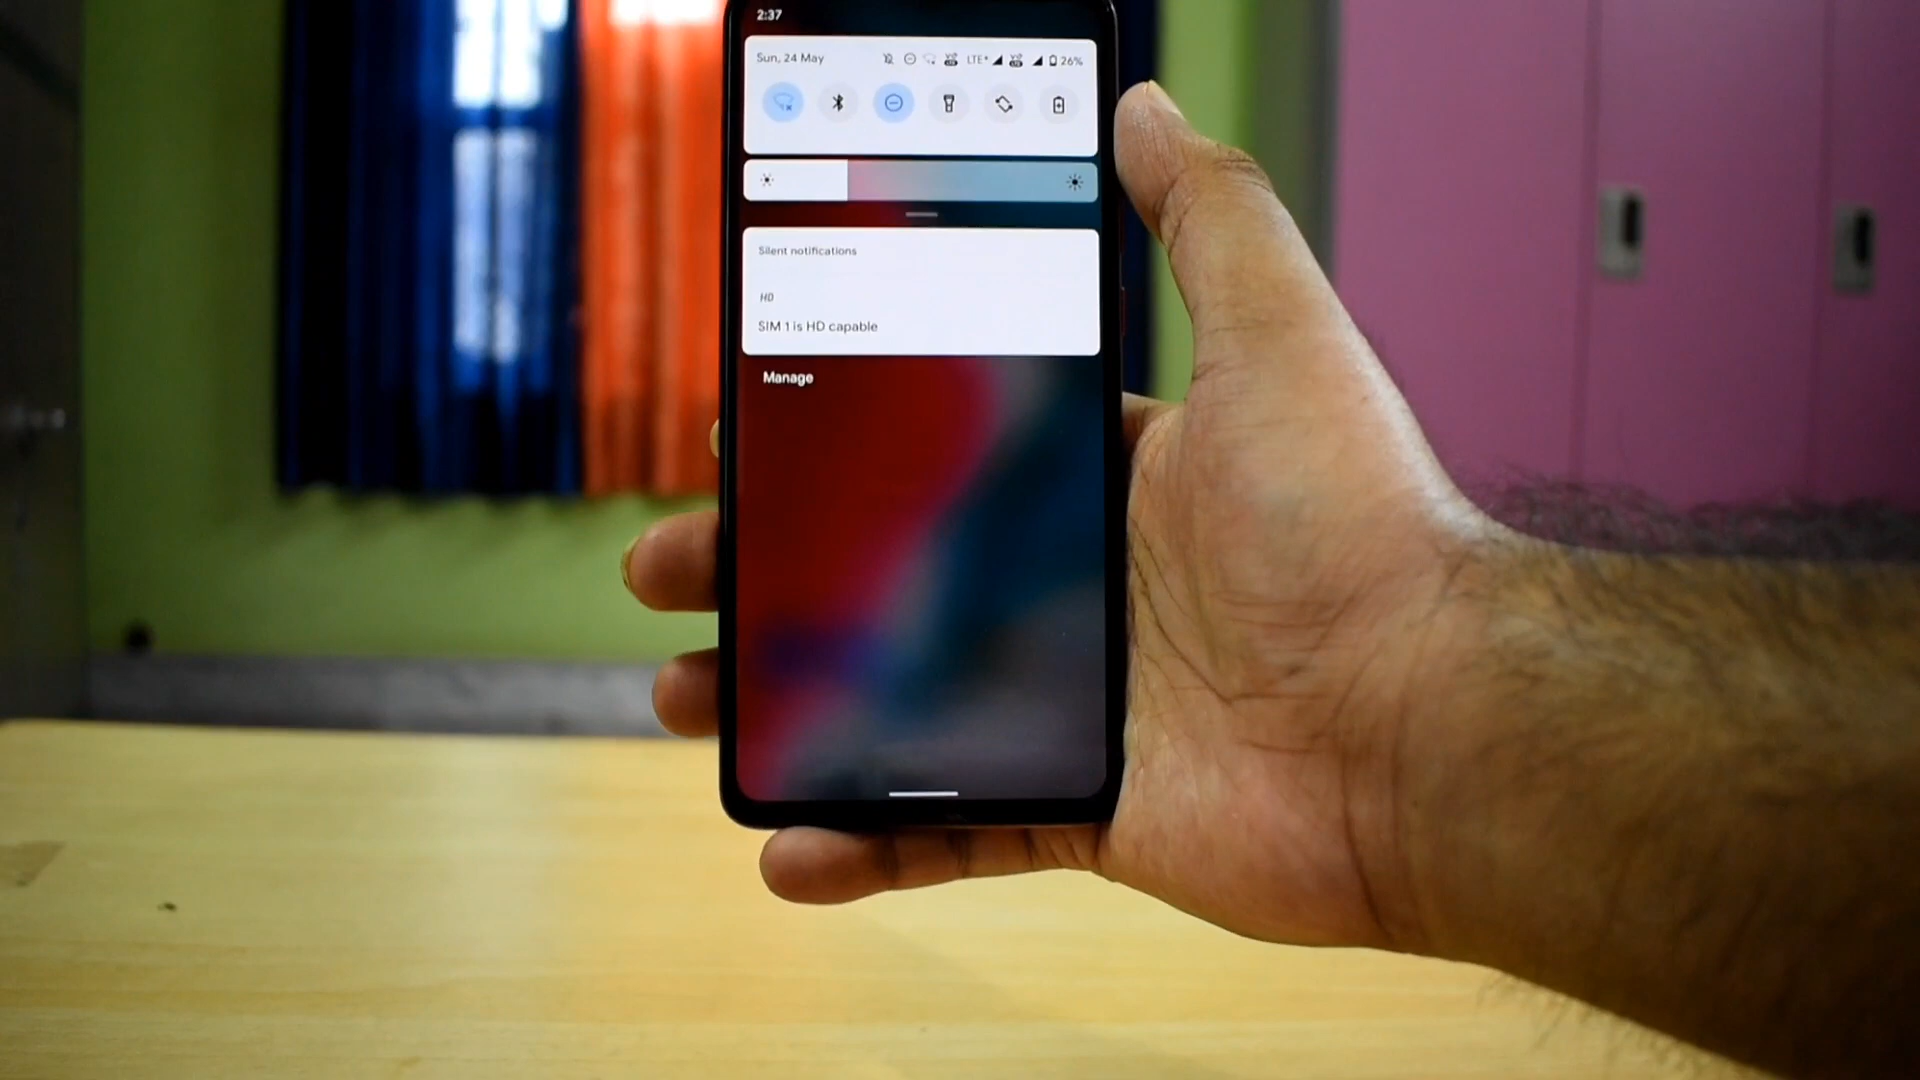 2:37
Sun, 24 May LTE+ 26%
Silent notifications
HD
SIM 1 is HD capable
Manage